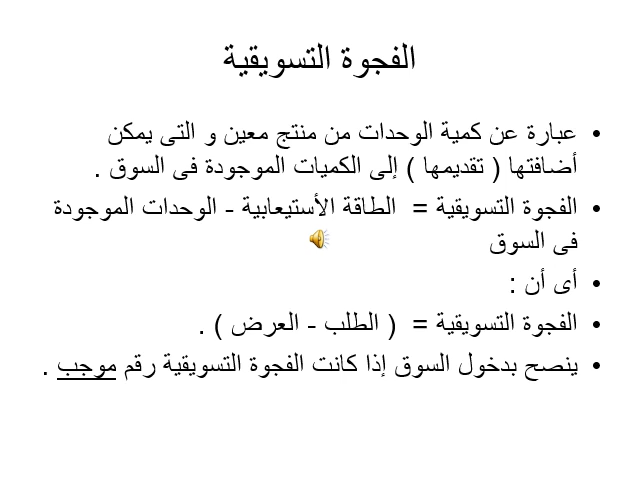 الفجوة التسويقية
• عبارة عن كمية الوحدات من منتج معين و التى يمكن
أضافتها ( تقديمها ) إلى الكميات الموجودة فى السوق .
• الفجوة التسويقية = الطاقة الأستيعابية - الوحدات الموجودة
فى السوق
• أى أن :
• الفجوة التسويقية = ( الطلب - العرض ) .
• ينصح بدخول السوق إذا كانت الفجوة التسويقية رقم موجب .